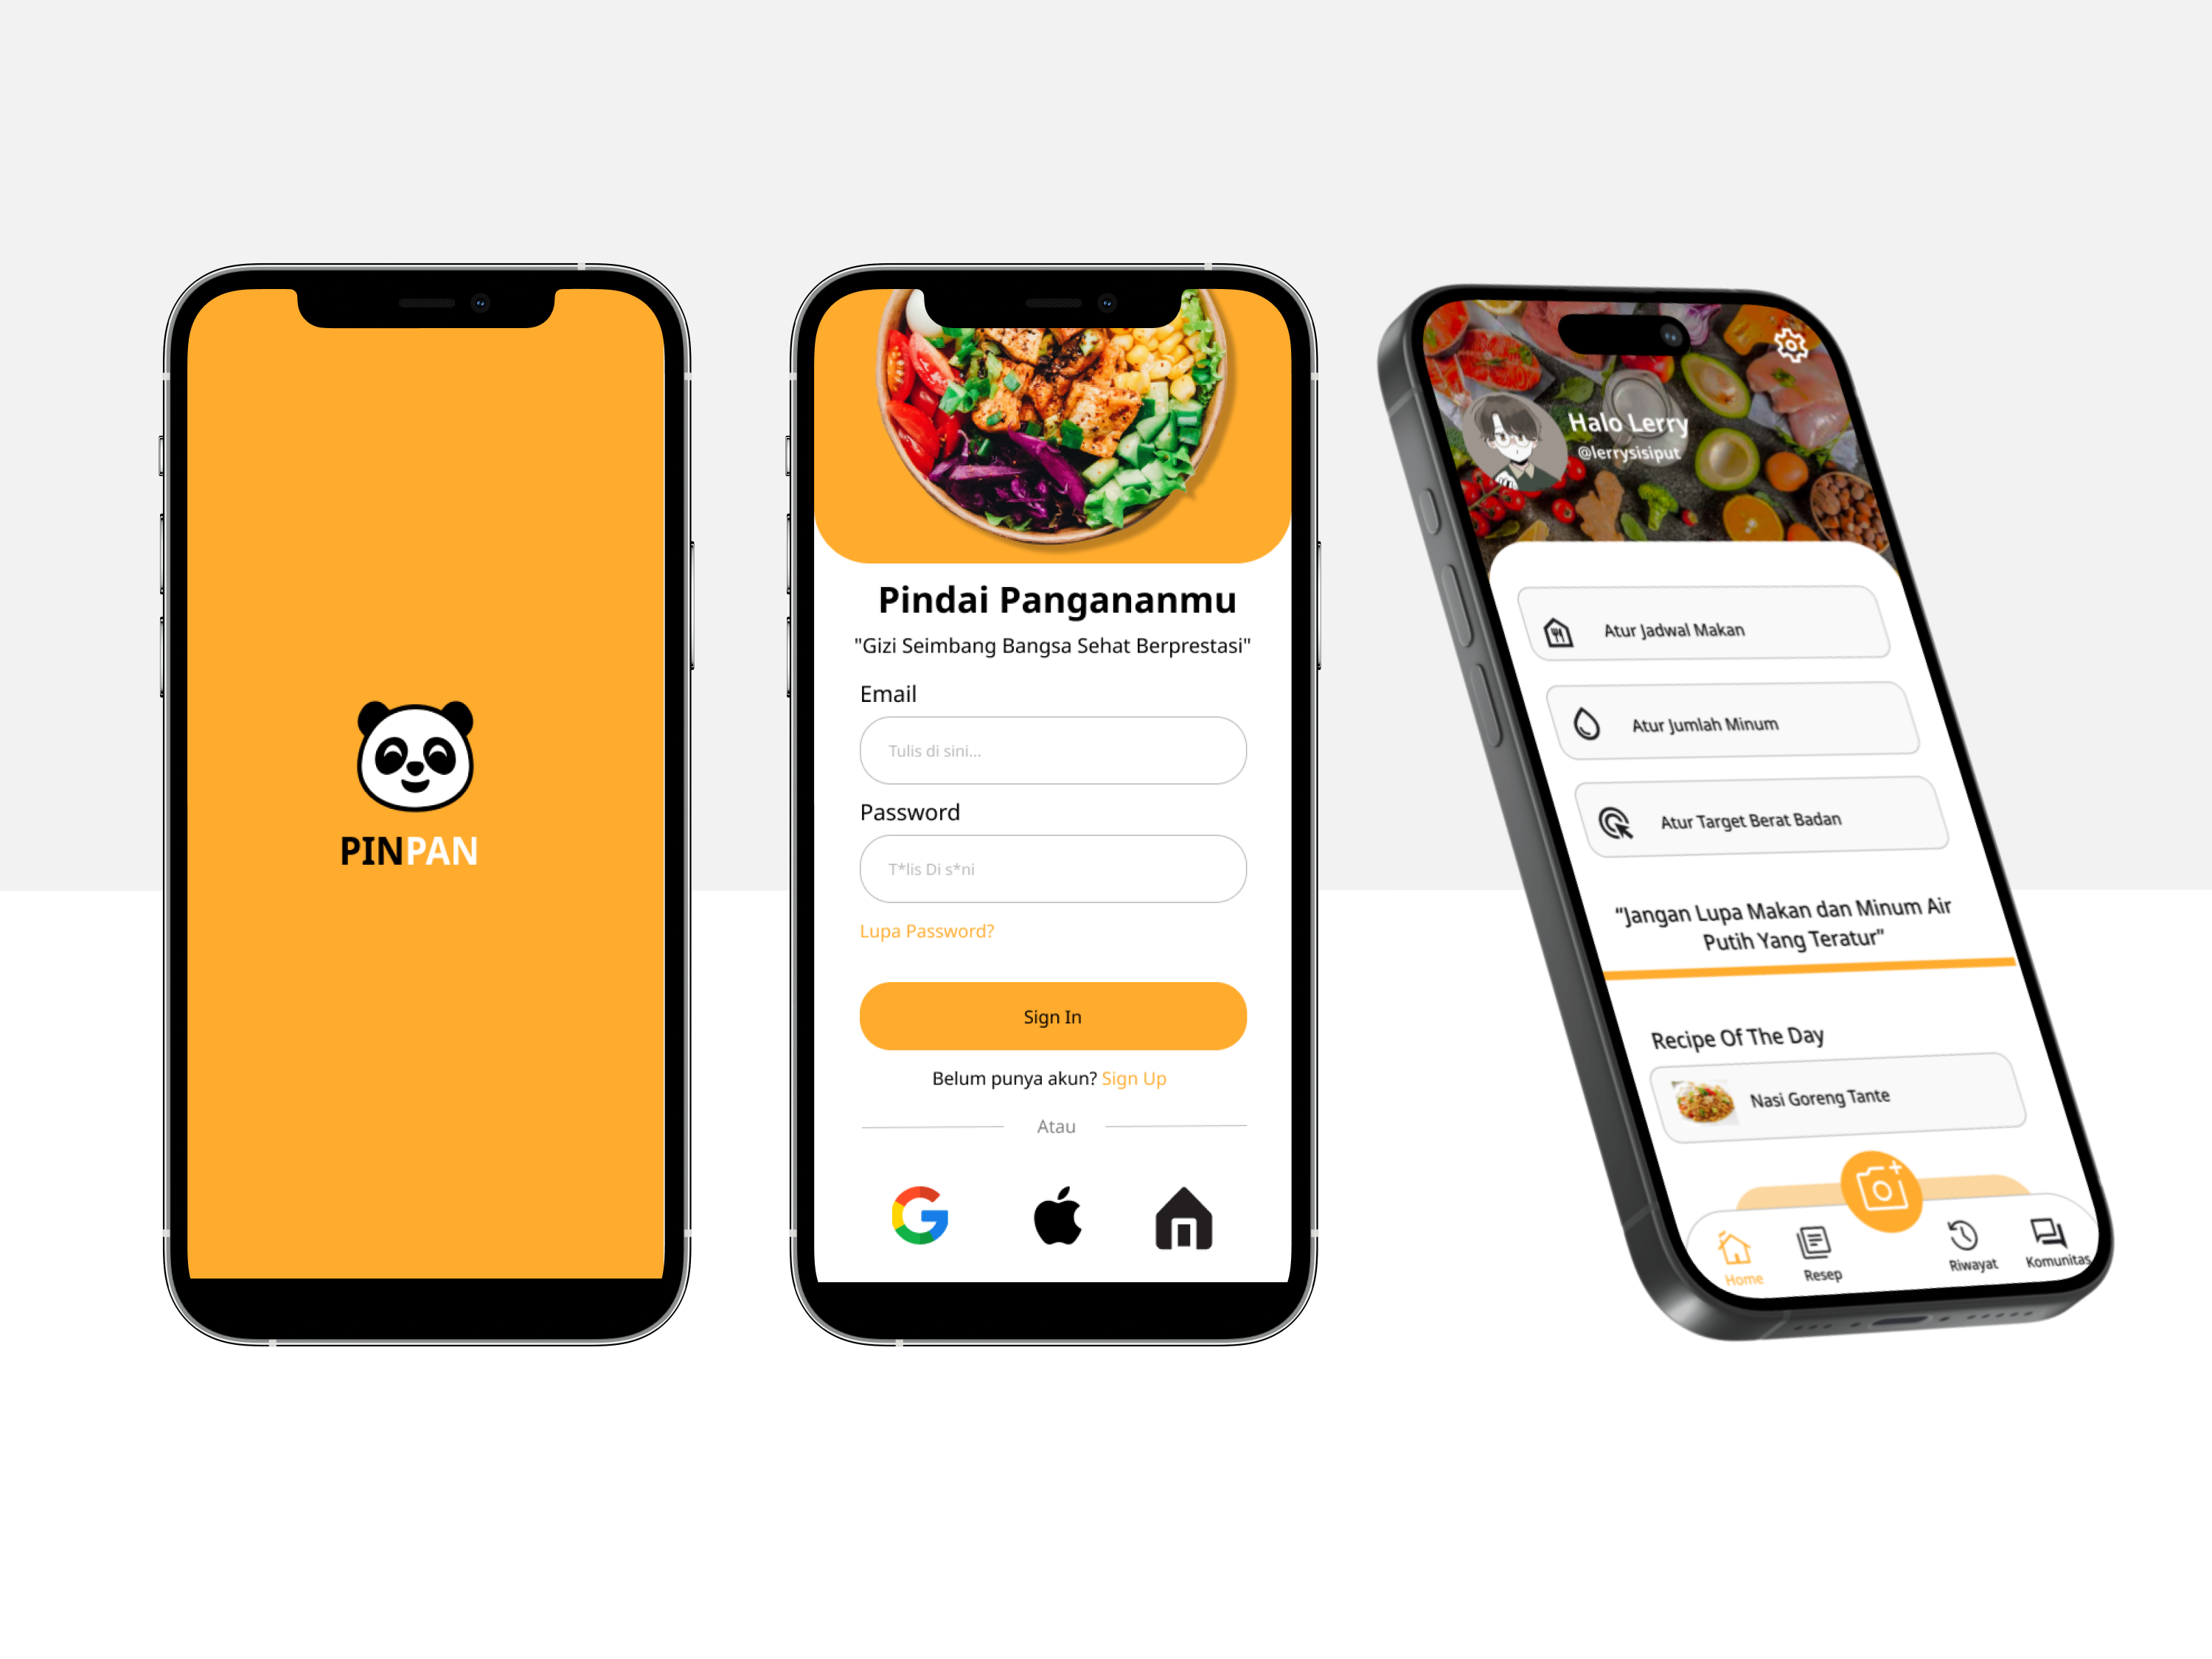 PINPAN
Pindai Pangananmu
"Gizi Seimbang Bangsa Sehat Berprestasi"
Email
Tulis di sini...
Password
T*lis Di s*ni
Lupa Password?
Sign In
Belum punya akun? Sign Up
Atau
Halo Lerry
@lerrysisiput
Atur Jadwal Makan
Atur Jumlah Minum
Atur Target Berat Badan
“Jangan Lupa Makan dan Minum Air
Putih Yang Teratur”
Recipe Of The Day
Nasi Goreng Tante
Home
Resep
Riwayat
Komunitas